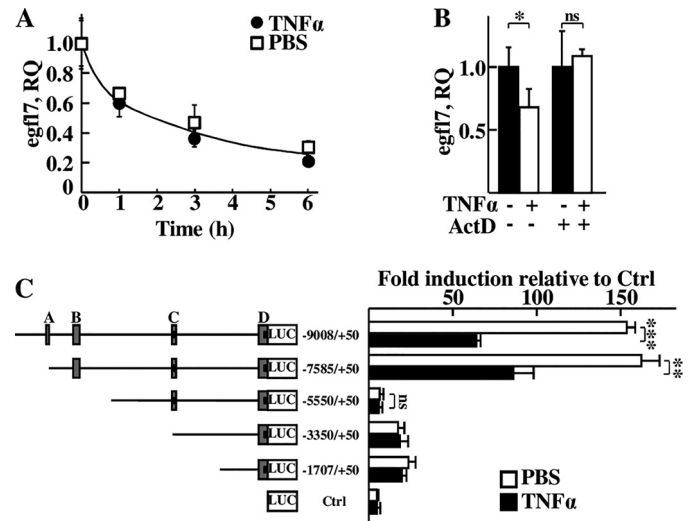 A
TNFα
PBS
egfl7, RQ
1.0
0.8
0.6
0.4
0.2
0
0 1 2 3 4 5 6
Time (h)
B
* ns
egfl7, RQ
1.0
0.5
TNFα - + - +
ActD - - + +
C
Fold induction relative to Ctrl
50 100 150
A B C D
LUC -9008/+50
***
LUC -7585/+50
**
LUC -5550/+50
ns
LUC -3350/+50
LUC -1707/+50
LUC Ctrl
PBS
TNFα